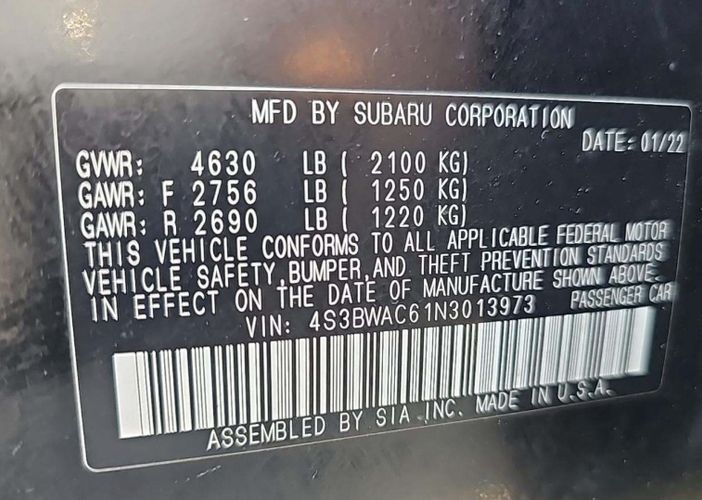 MFD BY SUBARU CORPORATION
DATE: 01/22
GVWR: 4630 LB ( 2100 KG)
GAWR: F 2756 LB ( 1250 KG)
GAWR: R 2690 LB ( 1220 KG)
THIS VEHICLE CONFORMS TO ALL APPLICABLE FEDERAL MOTOR
VEHICLE SAFETY,BUMPER,AND THEFT PREVENTION STANDARDS
IN EFFECT ON THE DATE OF MANUFACTURE SHOWN ABOVE.
VIN: 4S3BWAC61N3013973 PASSENGER CAR
ASSEMBLED BY SIA INC. MADE IN U.S.A.